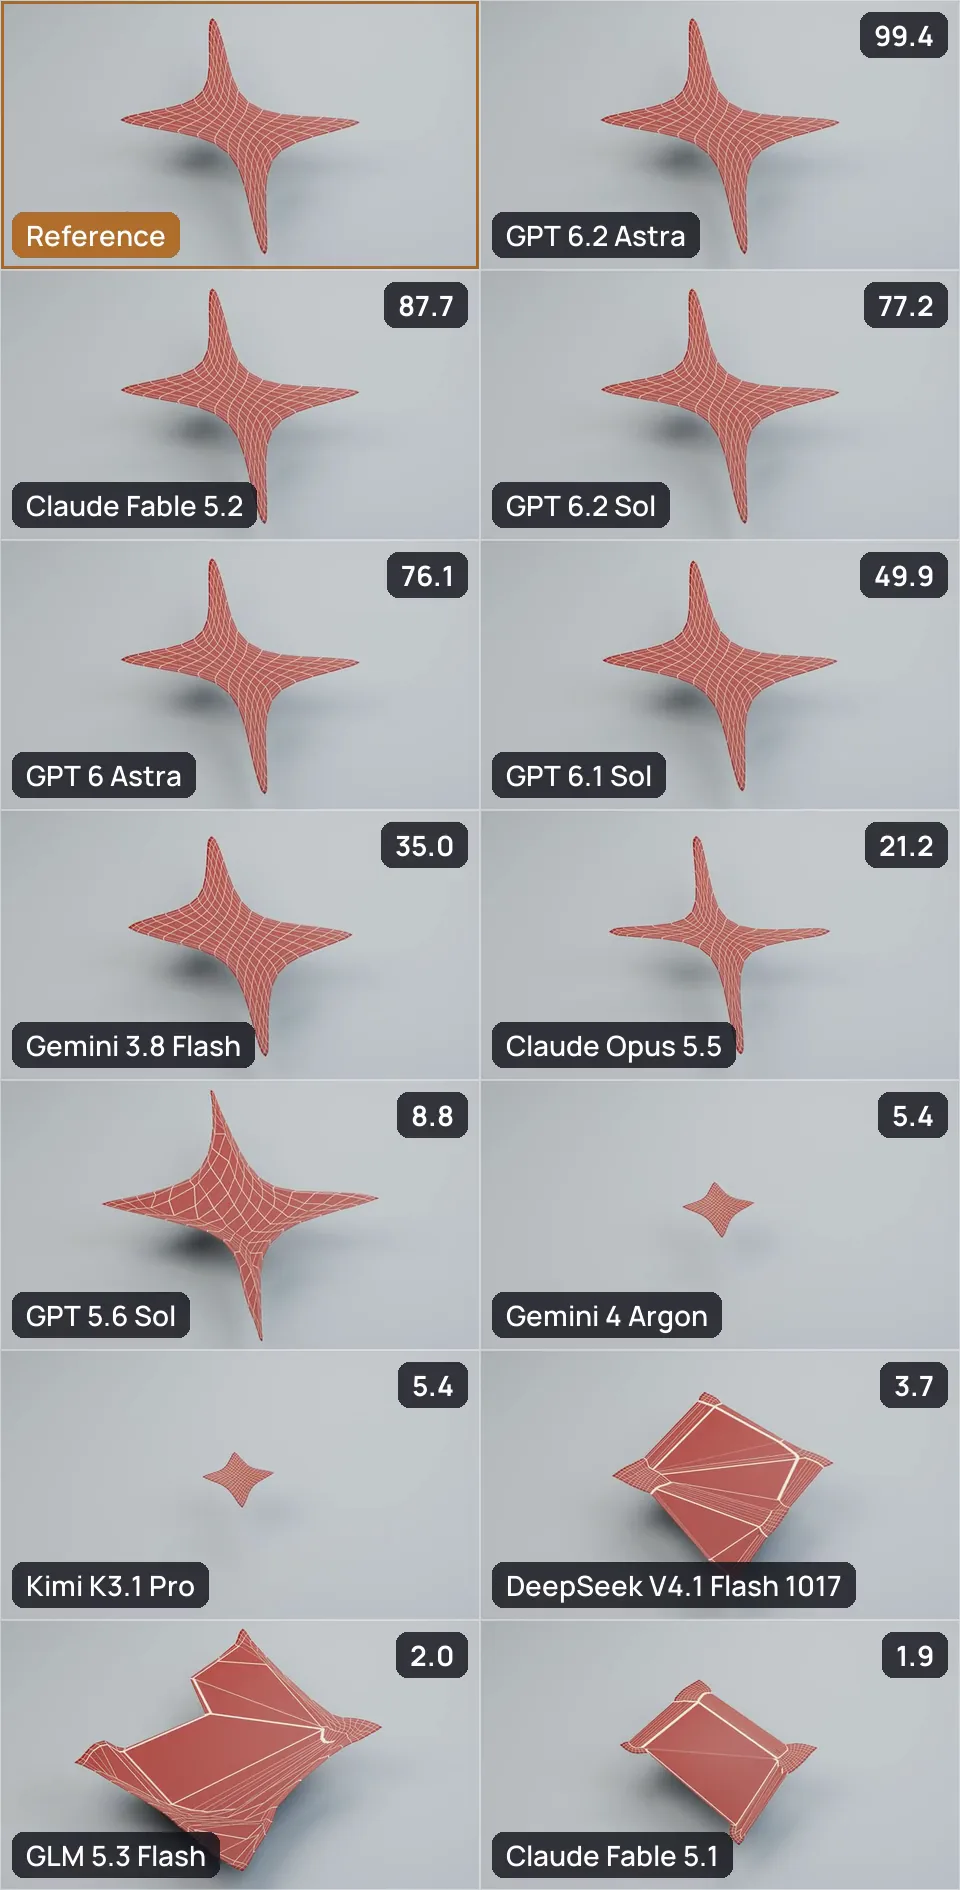 Reference
99.4
GPT 6.2 Astra
87.7
Claude Fable 5.2
77.2
GPT 6.2 Sol
76.1
GPT 6 Astra
49.9
GPT 6.1 Sol
35.0
Gemini 3.8 Flash
21.2
Claude Opus 5.5
8.8
GPT 5.6 Sol
5.4
Gemini 4 Argon
5.4
Kimi K3.1 Pro
3.7
DeepSeek V4.1 Flash 1017
2.0
GLM 5.3 Flash
1.9
Claude Fable 5.1